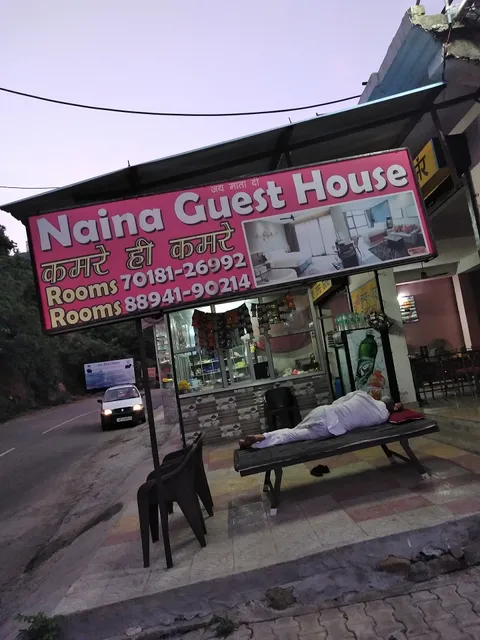 जय माता दी
Naina Guest House
कमरे ही कमरे
Rooms 70181-26992
Rooms 88941-90214